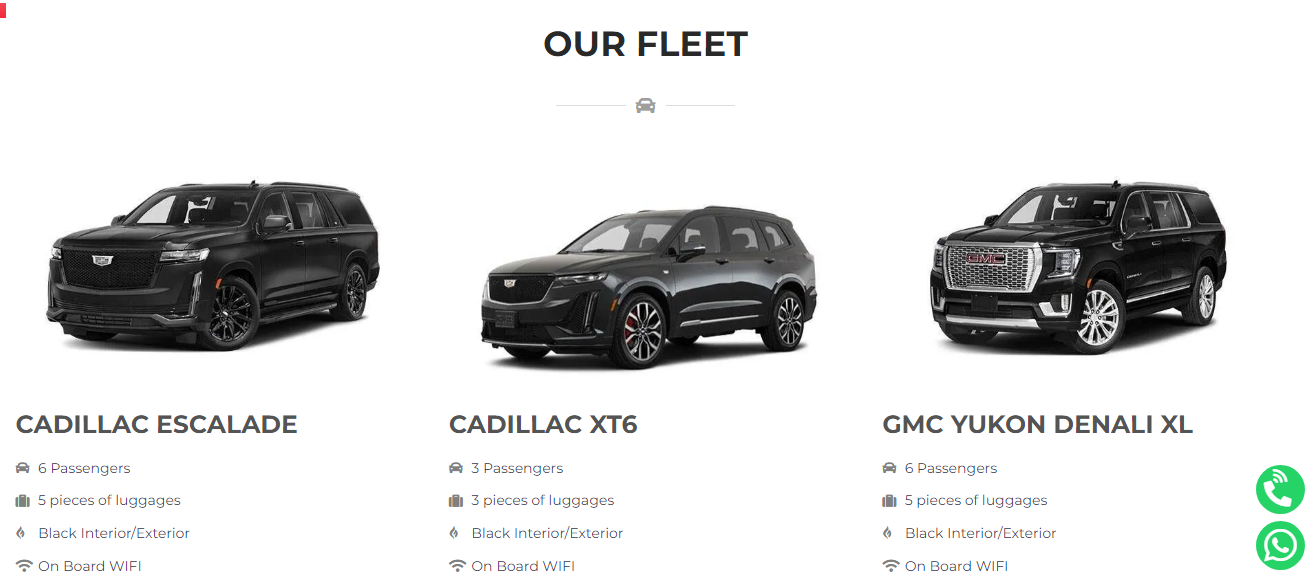 OUR FLEET
GMC
CADILLAC ESCALADE
6 Passengers
5 pieces of luggages
Black Interior/Exterior
On Board WIFI
CADILLAC XT6
3 Passengers
3 pieces of luggages
Black Interior/Exterior
On Board WIFI
GMC YUKON DENALI XL
6 Passengers
5 pieces of luggages
Black Interior/Exterior
On Board WIFI